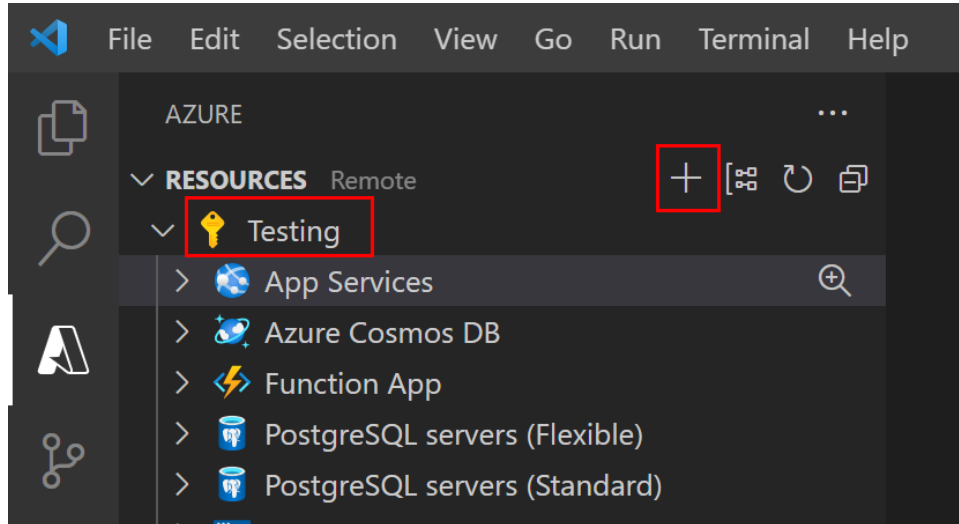 File Edit Selection View Go Run Terminal Help
AZURE
RESOURCES Remote
Testing
App Services
Azure Cosmos DB
Function App
PostgreSQL servers (Flexible)
PostgreSQL servers (Standard)